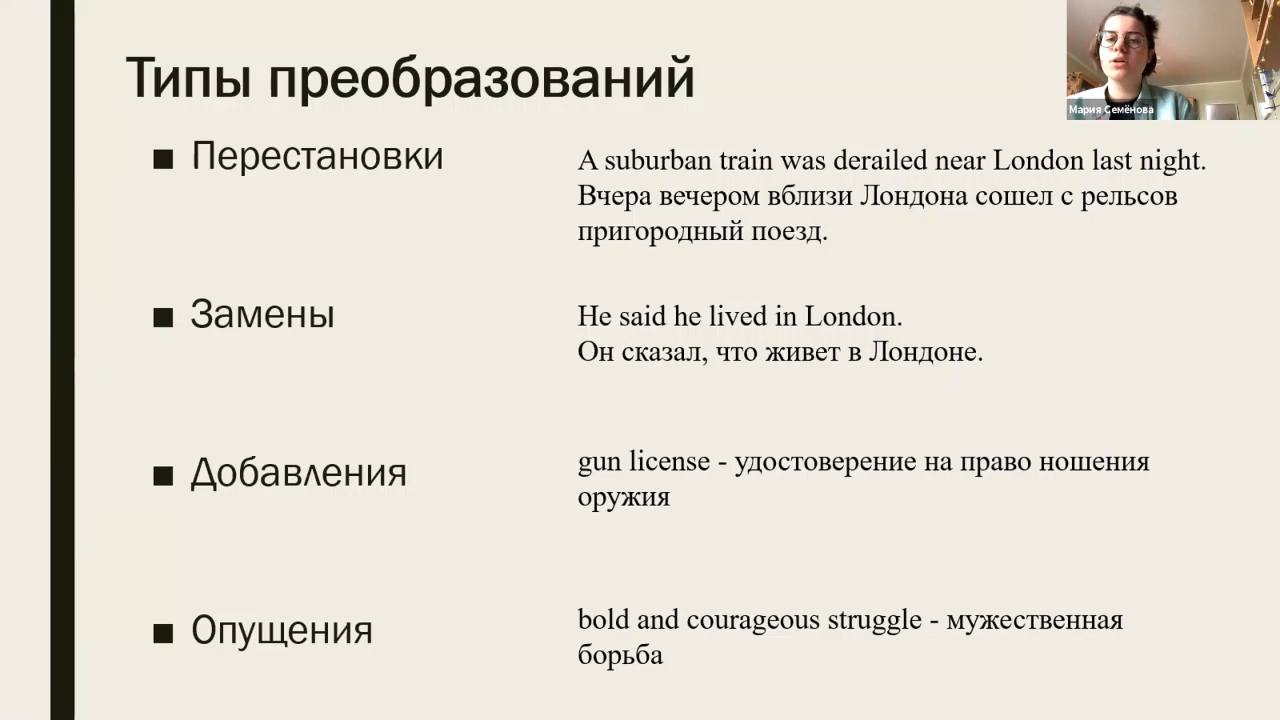 Типы преобразований
Мария Семёнова
Перестановки
A suburban train was derailed near London last night.
Вчера вечером вблизи Лондона сошел с рельсов
пригородный поезд.
Замены
He said he lived in London.
Он сказал, что живет в Лондоне.
Добавления
gun license - удостоверение на право ношения
оружия
Опущения
bold and courageous struggle - мужественная
борьба